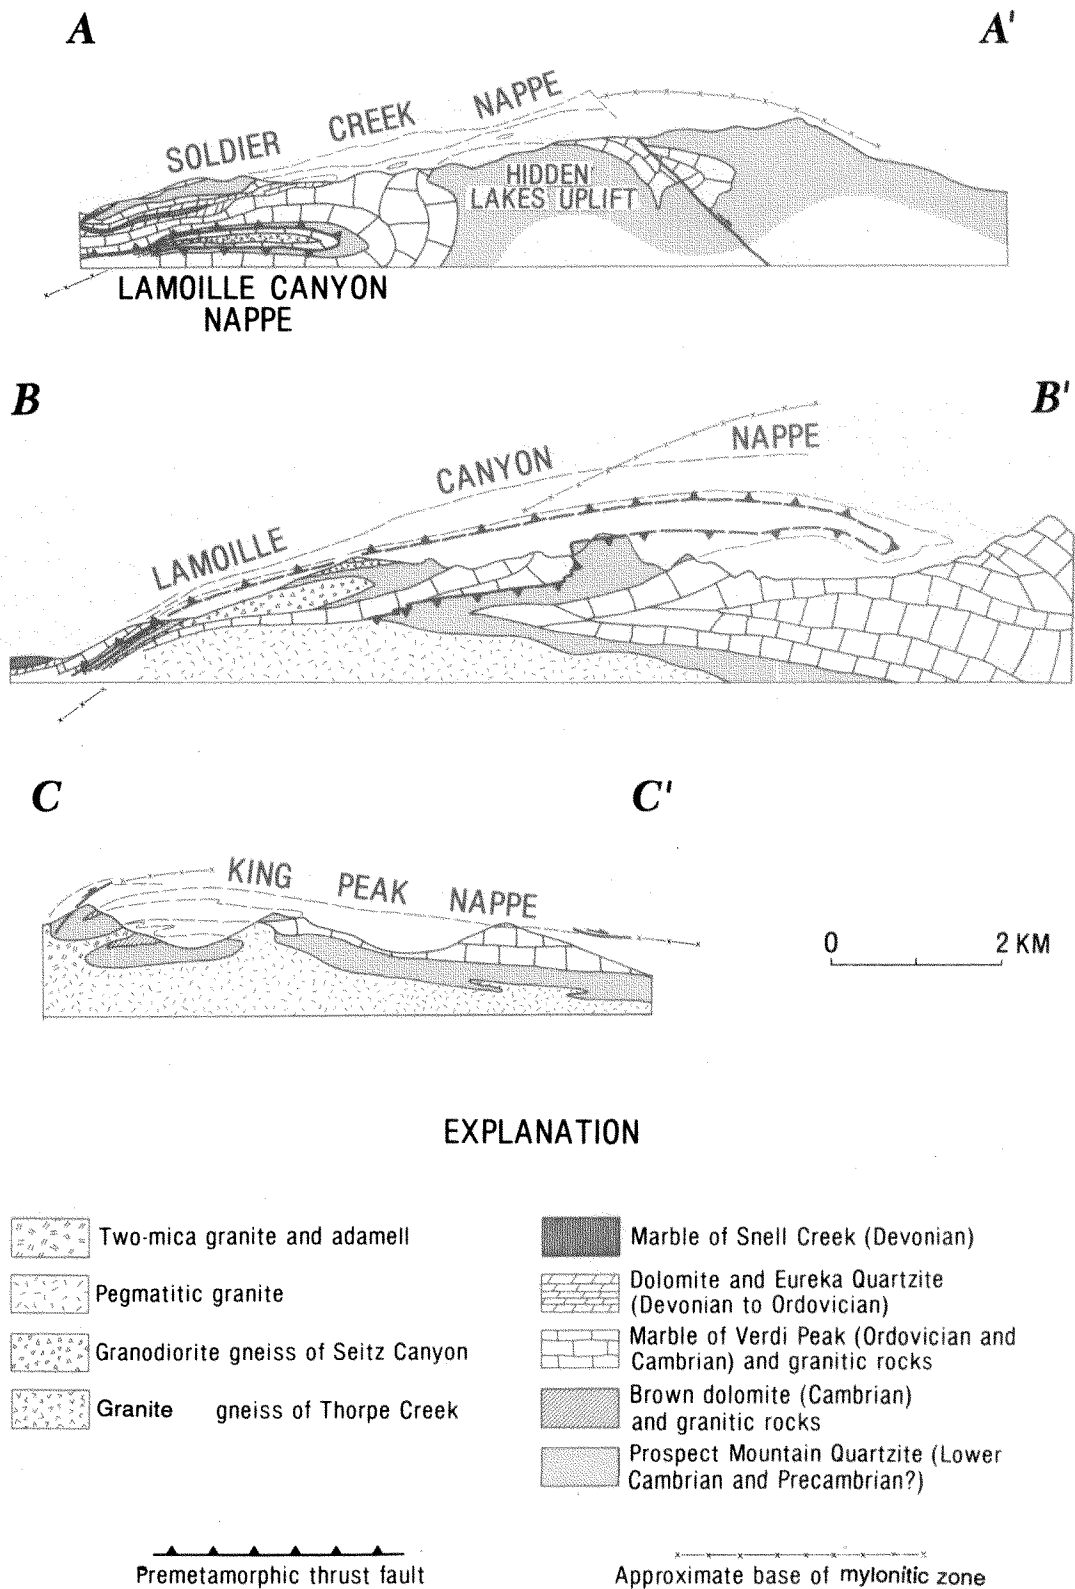 A A'
SOLDIER CREEK NAPPE
HIDDEN
LAKES UPLIFT
LAMOILLE CANYON
NAPPE
B B'
LAMOILLE CANYON NAPPE
C C'
KING PEAK NAPPE
0 2 KM
EXPLANATION
Two-mica granite and adamell
Pegmatitic granite
Granodiorite gneiss of Seitz Canyon
Granite gneiss of Thorpe Creek
Marble of Snell Creek (Devonian)
Dolomite and Eureka Quartzite
(Devonian to Ordovician)
Marble of Verdi Peak (Ordovician and
Cambrian) and granitic rocks
Brown dolomite (Cambrian)
and granitic rocks
Prospect Mountain Quartzite (Lower
Cambrian and Precambrian?)
Premetamorphic thrust fault
Approximate base of mylonitic zone